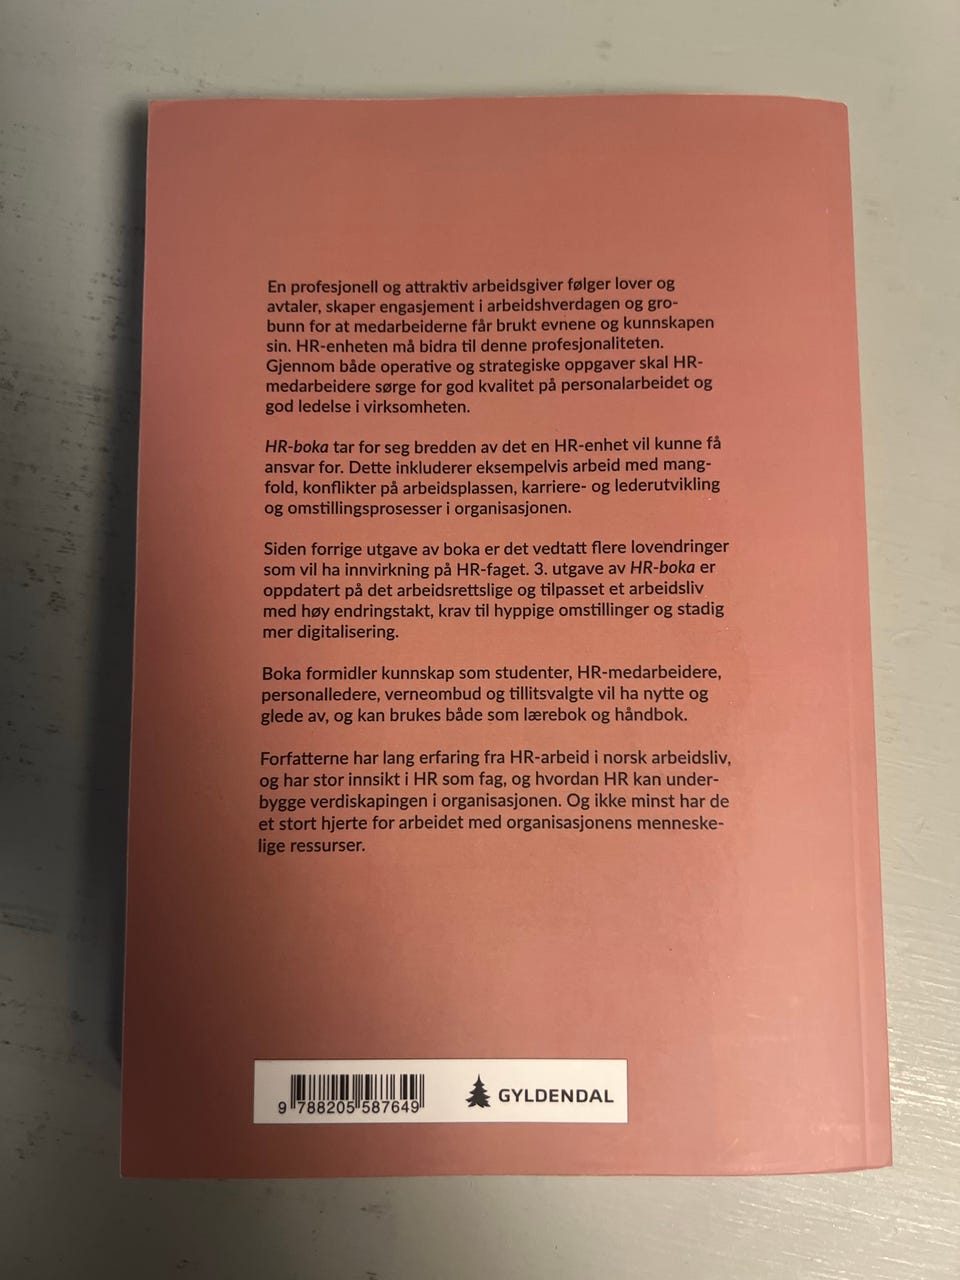 En profesjonell og attraktiv arbeidsgiver følger lover og
avtaler, skaper engasjement i arbeidshverdagen og gro-
bunn for at medarbeiderne får brukt evnene og kunnskapen
sin. HR-enheten må bidra til denne profesjonaliteten.
Gjennom både operative og strategiske oppgaver skal HR-
medarbeidere sørge for god kvalitet på personalarbeidet og
god ledelse i virksomheten.
HR-boka tar for seg bredden av det en HR-enhet vil kunne få
ansvar for. Dette inkluderer eksempelvis arbeid med mang-
fold, konflikter på arbeidsplassen, karriere- og lederutvikling
og omstillingsprosesser i organisasjonen.
Siden forrige utgave av boka er det vedtatt flere lovendringer
som vil ha innvirkning på HR-faget. 3. utgave av HR-boka er
oppdatert på det arbeidsrettslige og tilpasset et arbeidsliv
med høy endringstakt, krav til hyppige omstillinger og stadig
mer digitalisering.
Boka formidler kunnskap som studenter, HR-medarbeidere,
personalledere, verneombud og tillitsvalgte vil ha nytte og
glede av, og kan brukes både som lærebok og håndbok.
Forfatterne har lang erfaring fra HR-arbeid i norsk arbeidsliv,
og har stor innsikt i HR som fag, og hvordan HR kan under-
bygge verdiskapingen i organisasjonen. Og ikke minst har de
et stort hjerte for arbeidet med organisasjonens menneske-
lige ressurser.
9 788205 587649
GYLDENDAL